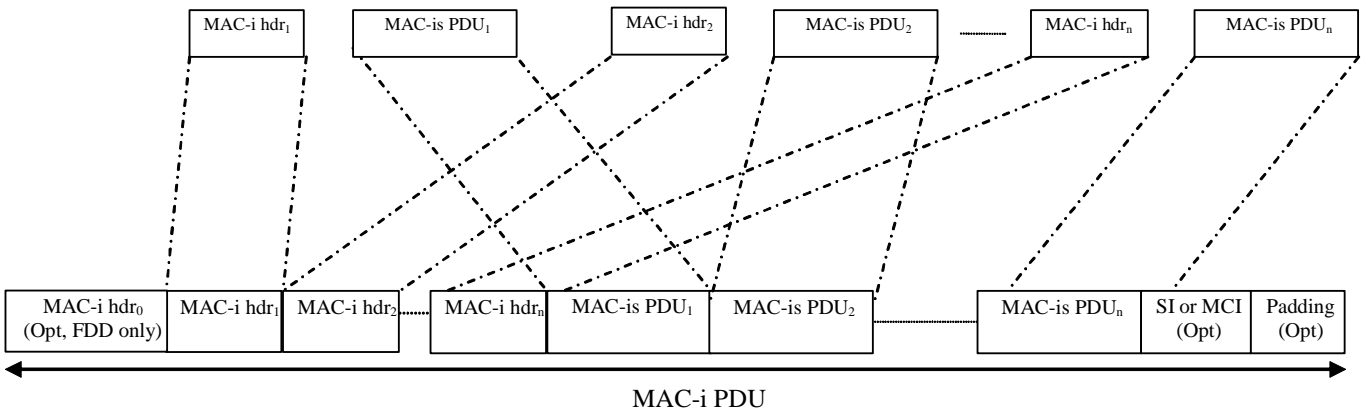 MAC-i hdr₁ MAC-is PDU₁ MAC-i hdr₂ MAC-is PDU₂ MAC-i hdrₙ MAC-is PDUₙ
MAC-i hdr₀ MAC-i hdr₁ MAC-i hdr₂ MAC-i hdrₙ MAC-is PDU₁ MAC-is PDU₂ MAC-is PDUₙ SI or MCI Padding
(Opt, FDD only) (Opt) (Opt)
MAC-i PDU